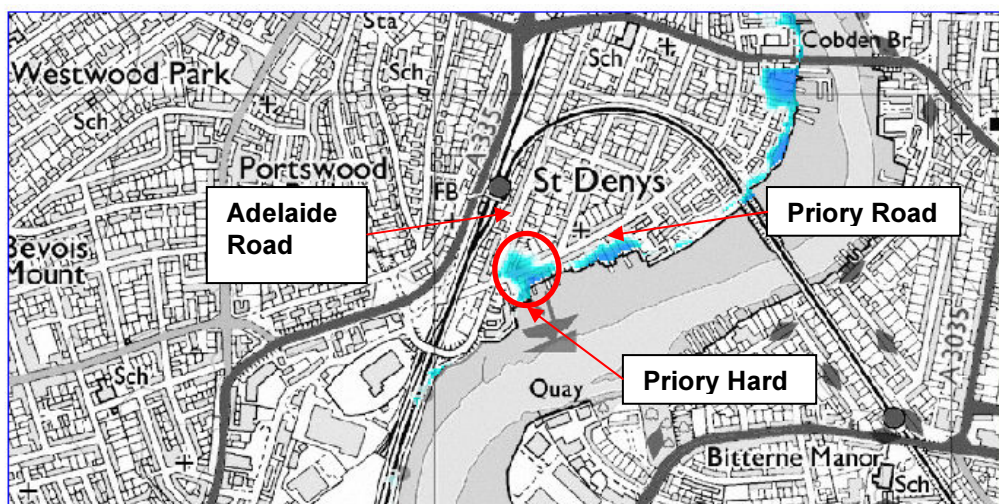 Sta
Cobden Br
Westwood Park
Sch
Sch
Sch
A335
Portswood
FB
St Denys
Adelaide
Road
Priory Road
Bevois
Mount
A3035
Priory Hard
Sch
Quay
Bitterne Manor
Sch